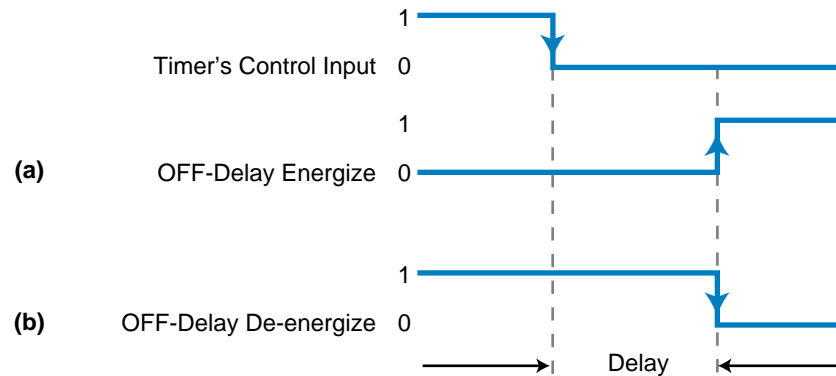 1
Timer's Control Input 0
1
(a) OFF-Delay Energize 0
1
(b) OFF-Delay De-energize 0
Delay